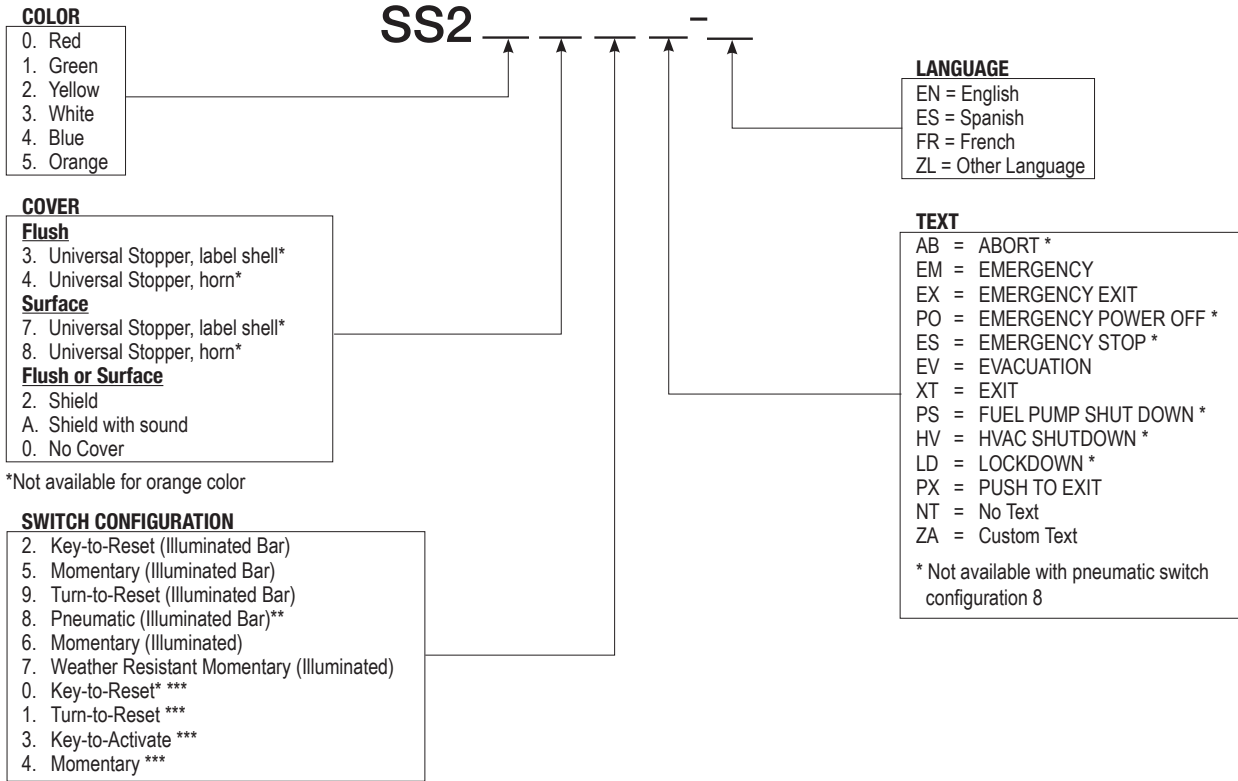 SS2 __ __ __ __ - __
COLOR
0. Red
1. Green
2. Yellow
3. White
4. Blue
5. Orange
COVER
Flush
3. Universal Stopper, label shell*
4. Universal Stopper, horn*
Surface
7. Universal Stopper, label shell*
8. Universal Stopper, horn*
Flush or Surface
2. Shield
A. Shield with sound
0. No Cover
*Not available for orange color
SWITCH CONFIGURATION
2. Key-to-Reset (Illuminated Bar)
5. Momentary (Illuminated Bar)
9. Turn-to-Reset (Illuminated Bar)
8. Pneumatic (Illuminated Bar)**
6. Momentary (Illuminated)
7. Weather Resistant Momentary (Illuminated)
0. Key-to-Reset* ***
1. Turn-to-Reset ***
3. Key-to-Activate ***
4. Momentary ***
LANGUAGE
EN = English
ES = Spanish
FR = French
ZL = Other Language
TEXT
AB = ABORT *
EM = EMERGENCY
EX = EMERGENCY EXIT
PO = EMERGENCY POWER OFF *
ES = EMERGENCY STOP *
EV = EVACUATION
XT = EXIT
PS = FUEL PUMP SHUT DOWN *
HV = HVAC SHUTDOWN *
LD = LOCKDOWN *
PX = PUSH TO EXIT
NT = No Text
ZA = Custom Text
* Not available with pneumatic switch
configuration 8